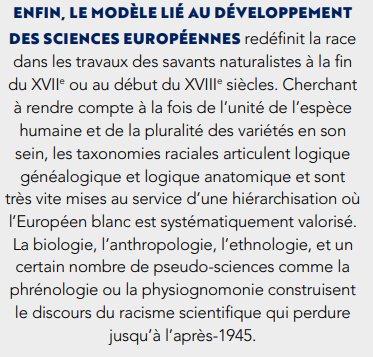 ENFIN, LE MODÈLE LIÉ AU DÉVELOPPEMENT
DES SCIENCES EUROPÉENNES redéfinit la race
dans les travaux des savants naturalistes à la fin
du XVIIe ou au début du XVIIIe siècles. Cherchant
à rendre compte à la fois de l’unité de l’espèce
humaine et de la pluralité des variétés en son
sein, les taxonomies raciales articulent logique
généalogique et logique anatomique et sont
très vite mises au service d’une hiérarchisation où
l’Européen blanc est systématiquement valorisé.
La biologie, l’anthropologie, l’ethnologie, et un
certain nombre de pseudo-sciences comme la
phrénologie ou la physiognomonie construisent
le discours du racisme scientifique qui perdure
jusqu’à l’après-1945.